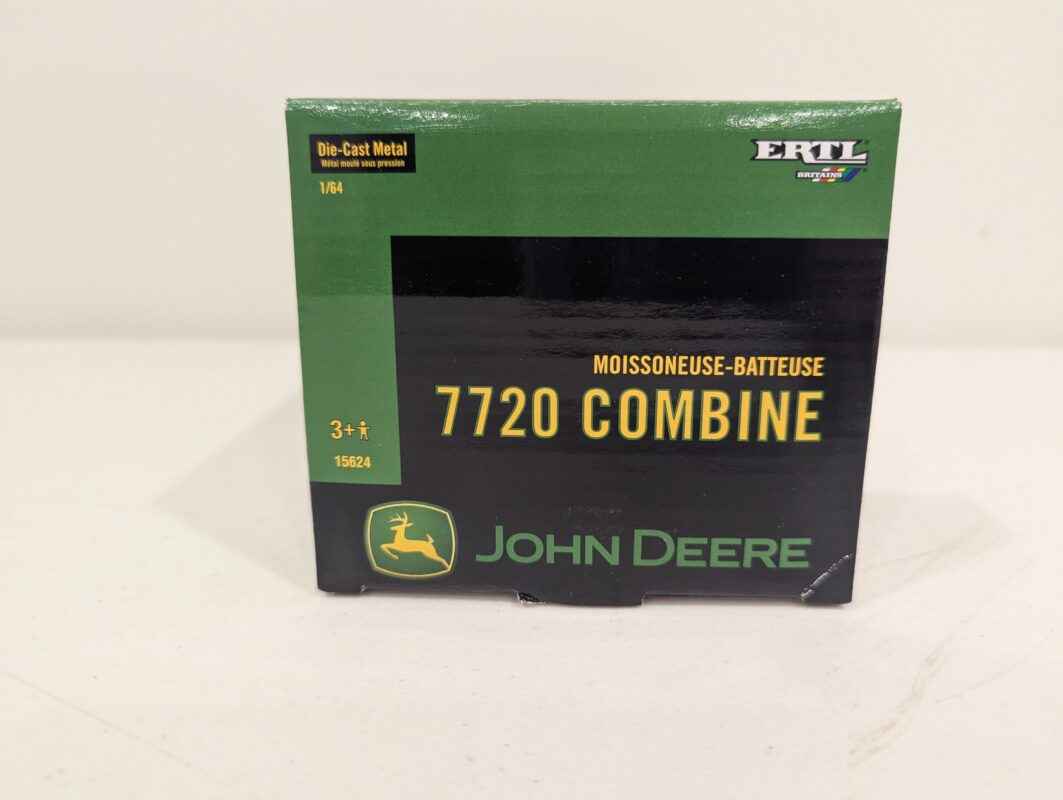 Die-Cast Metal
Métal moulé sous pression
1/64
ERTL
BRITAINS
MOISSONEUSE-BATTEUSE
7720 COMBINE
3+
15624
JOHN DEERE